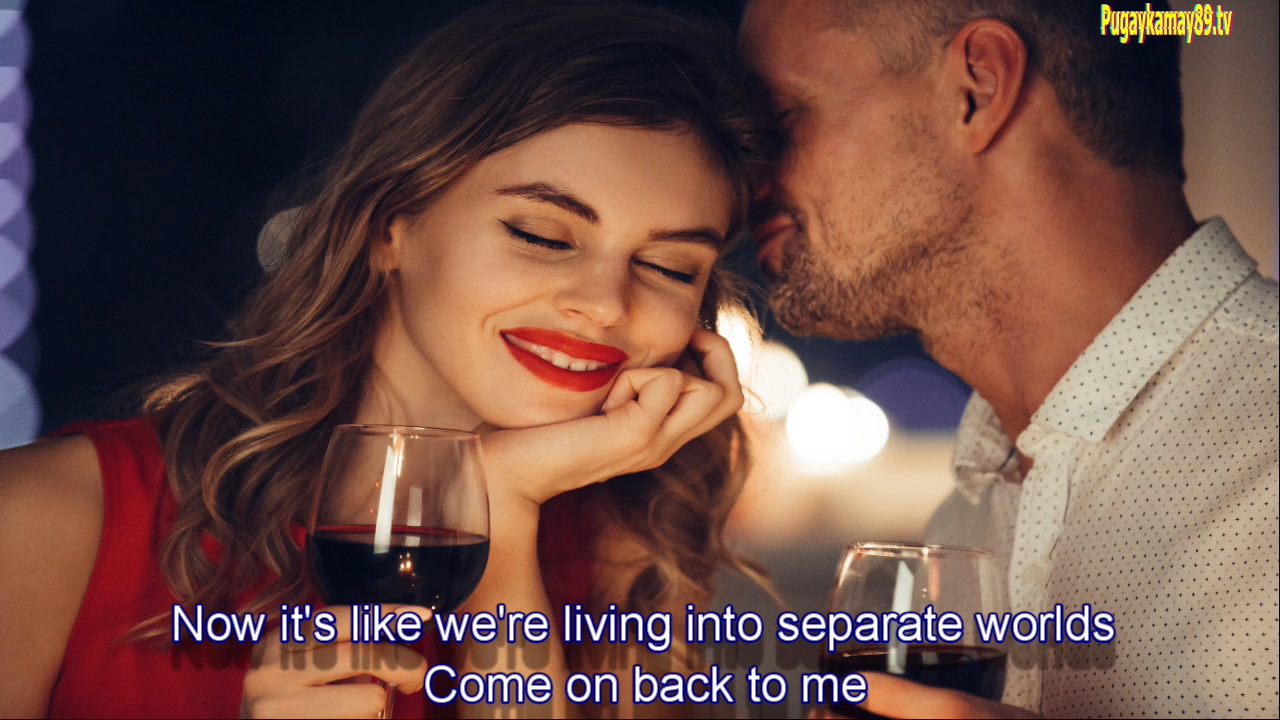 Pugaykamay89.tv
Now it's like we're living into separate worlds
Come on back to me